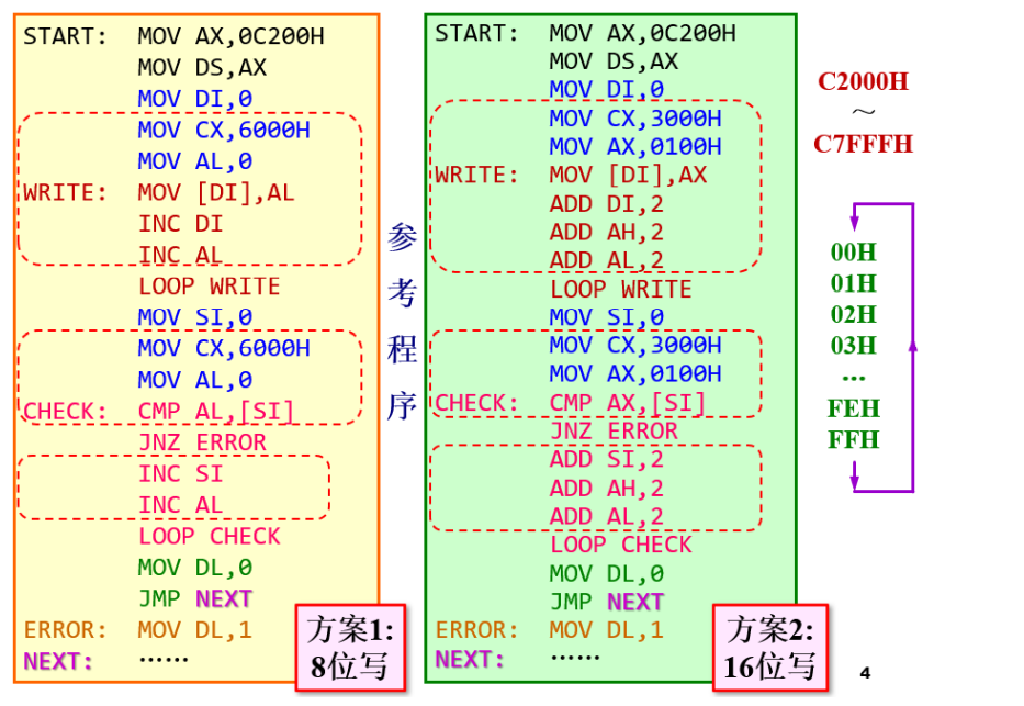 START: MOV AX,0C200H
MOV DS,AX
MOV DI,0
MOV CX,6000H
MOV AL,0
WRITE: MOV [DI],AL
INC DI
INC AL
LOOP WRITE
MOV SI,0
MOV CX,6000H
MOV AL,0
CHECK: CMP AL,[SI]
JNZ ERROR
INC SI
INC AL
LOOP CHECK
MOV DL,0
JMP NEXT
ERROR: MOV DL,1
NEXT: ……
方案1:
8位写
参考程序
START: MOV AX,0C200H
MOV DS,AX
MOV DI,0
MOV CX,3000H
MOV AX,0100H
WRITE: MOV [DI],AX
ADD DI,2
ADD AH,2
ADD AL,2
LOOP WRITE
MOV SI,0
MOV CX,3000H
MOV AX,0100H
CHECK: CMP AX,[SI]
JNZ ERROR
ADD SI,2
ADD AH,2
ADD AL,2
LOOP CHECK
MOV DL,0
JMP NEXT
ERROR: MOV DL,1
NEXT: ……
方案2:
16位写
C2000H
~
C7FFFH
00H
01H
02H
03H
…
FEH
FFH
4